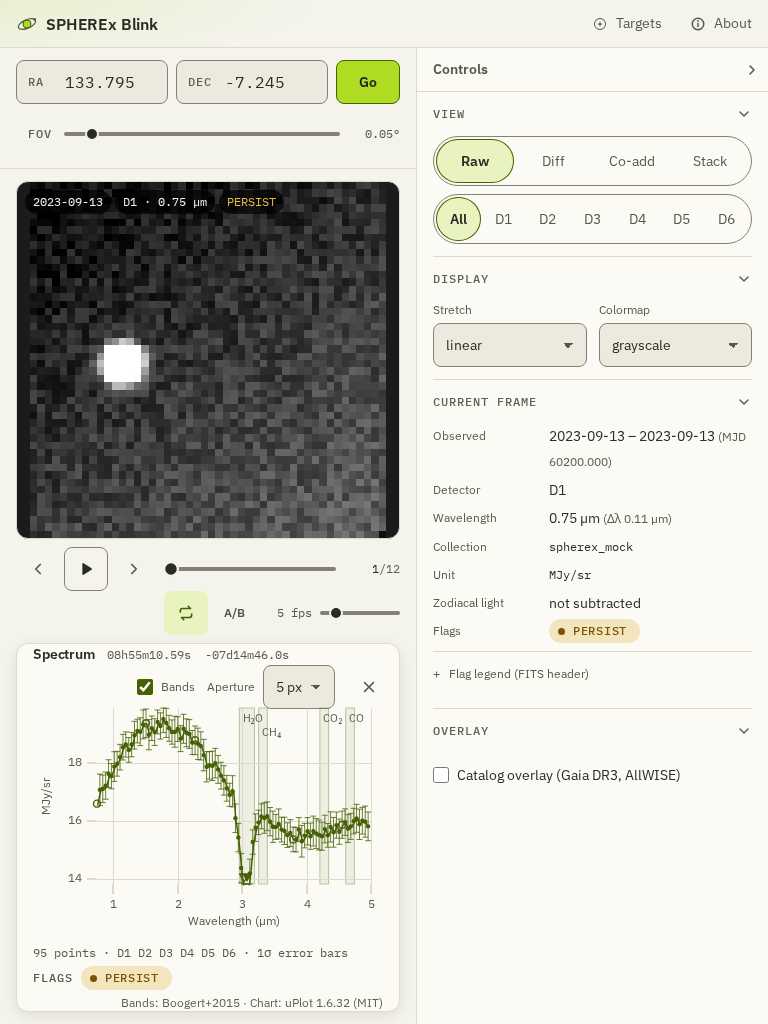 SPHEREx Blink
Targets
About
RA 133.795
DEC -7.245
Go
FOV
0.05°
2023-09-13
D1 · 0.75 µm
PERSIST
1/12
A/B
5 fps
Spectrum 08h55m10.59s -07d14m46.0s
Bands
Aperture
5 px
H₂O
CH₄
CO₂
CO
MJy/sr
18
16
14
1 2 3 4 5
Wavelength (µm)
95 points · D1 D2 D3 D4 D5 D6 · 1σ error bars
FLAGS PERSIST
Bands: Boogert+2015 · Chart: uPlot 1.6.32 (MIT)
Controls
VIEW
Raw Diff Co-add Stack
All D1 D2 D3 D4 D5 D6
DISPLAY
Stretch Colormap
linear grayscale
CURRENT FRAME
Observed 2023-09-13 – 2023-09-13 (MJD
60200.000)
Detector D1
Wavelength 0.75 µm (Δλ 0.11 µm)
Collection spherex_mock
Unit MJy/sr
Zodiacal light not subtracted
Flags PERSIST
+ Flag legend (FITS header)
OVERLAY
Catalog overlay (Gaia DR3, AllWISE)